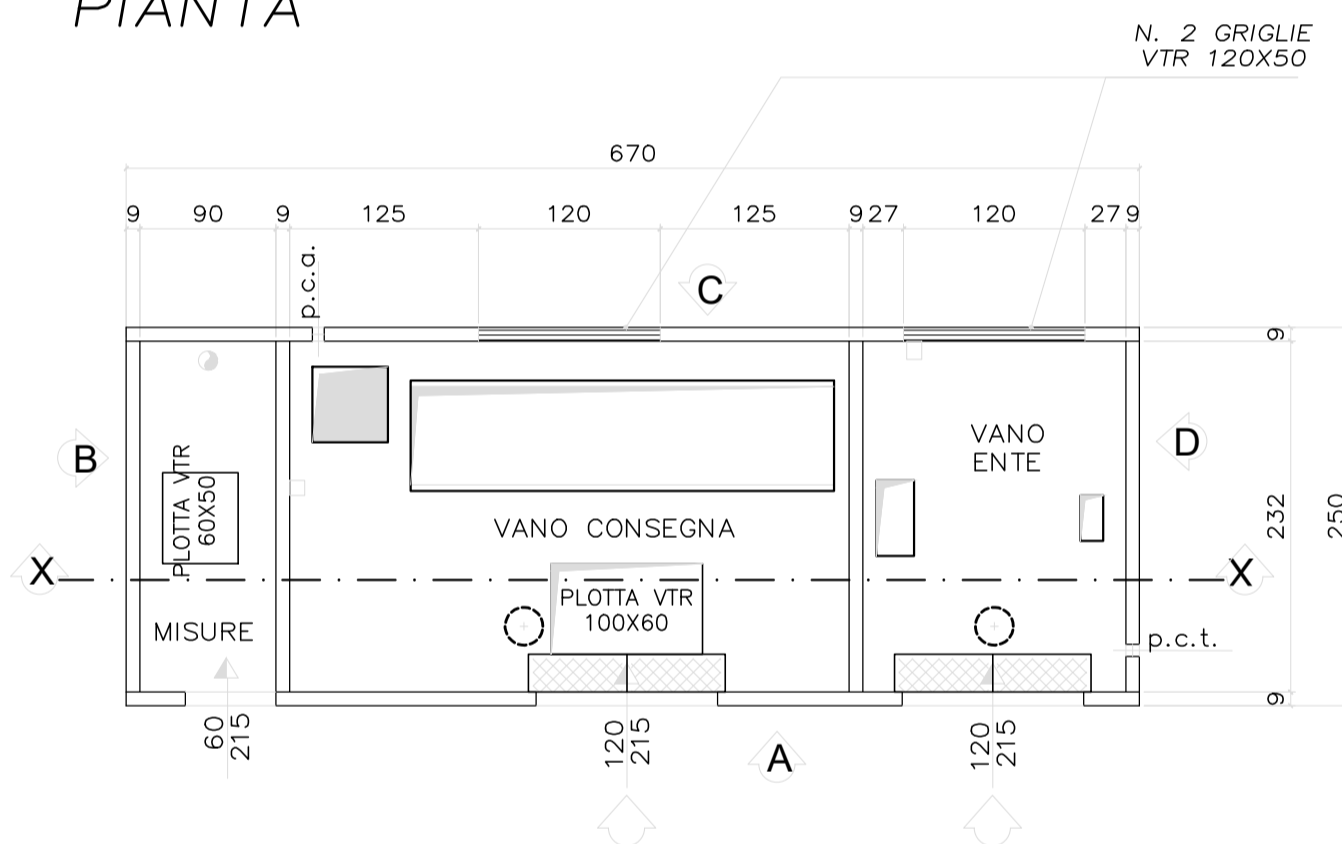 PIANTA
N. 2 GRIGLIE
VTR 120X50
670
9 90 9 125 120 125 9 27 120 27 9
p.c.a.
C
9
B
D
VANO
ENTE
PLOTTA VTR
60X50
VANO CONSEGNA
232
250
X
X
PLOTTA VTR
100X60
MISURE
p.c.t.
9
60
215
120
215
120
215
A